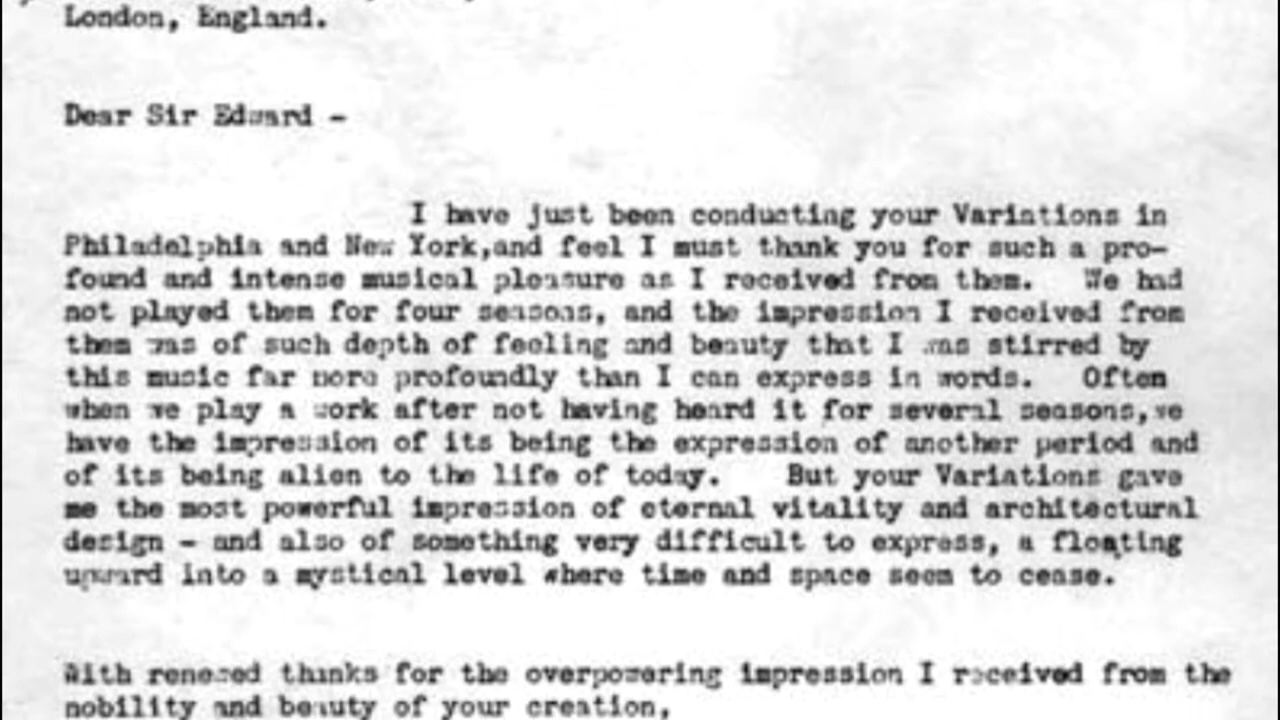 London, England.
Dear Sir Edward -
I have just been conducting your Variations in
Philadelphia and New York,and feel I must thank you for such a pro-
found and intense musical pleasure as I received from them. We had
not played them for four seasons, and the impression I received from
them was of such depth of feeling and beauty that I was stirred by
this music far more profoundly than I can express in words. Often
when we play a work after not having heard it for several seasons,we
have the impression of its being the expression of another period and
of its being alien to the life of today. But your Variations gave
me the most powerful impression of eternal vitality and architectural
design - and also of something very difficult to express, a floating
upward into a mystical level where time and space seem to cease.
With renewed thanks for the overpowering impression I received from the
nobility and beauty of your creation,